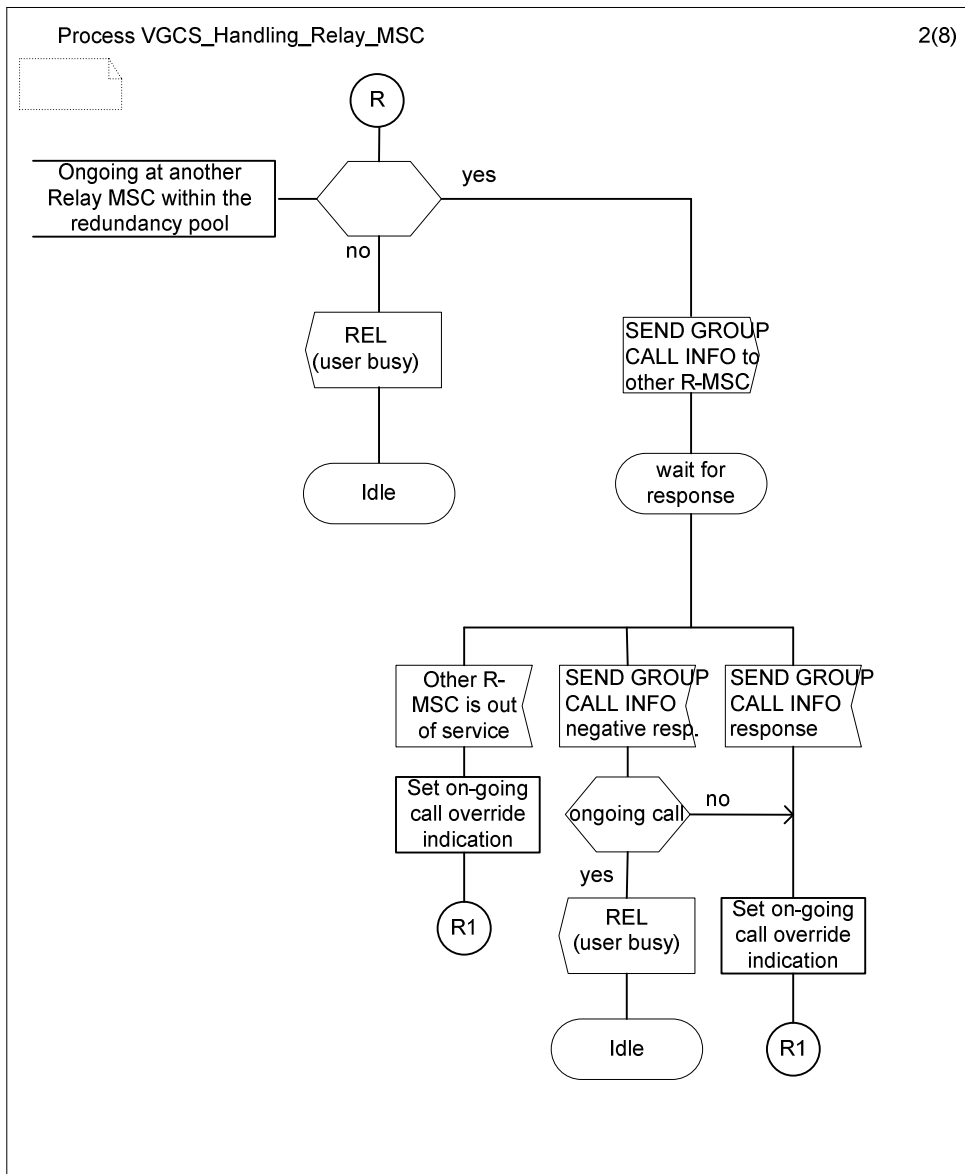 Process VGCS_Handling_Relay_MSC
2(8)
R
Ongoing at another
Relay MSC within the
redundancy pool
yes
no
REL
(user busy)
SEND GROUP
CALL INFO to
other R-MSC
Idle
wait for
response
Other R-
MSC is out
of service
SEND GROUP
CALL INFO
negative resp.
SEND GROUP
CALL INFO
response
Set on-going
call override
indication
ongoing call
no
yes
R1
REL
(user busy)
Set on-going
call override
indication
Idle
R1